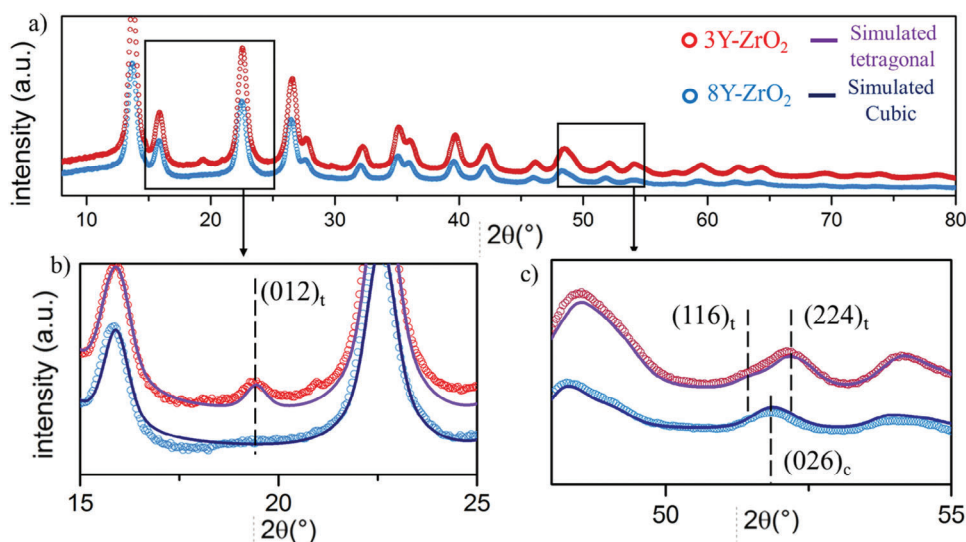 a)
intensity (a.u.)
3Y-ZrO₂
Simulated
tetragonal
8Y-ZrO₂
Simulated
Cubic
10 20 30 40 50 60 70 80
2θ(°)
b)
intensity (a.u.)
(012)ₜ
15 20 25
2θ(°)
c)
(116)ₜ
(224)ₜ
(026)c
50 55
2θ(°)